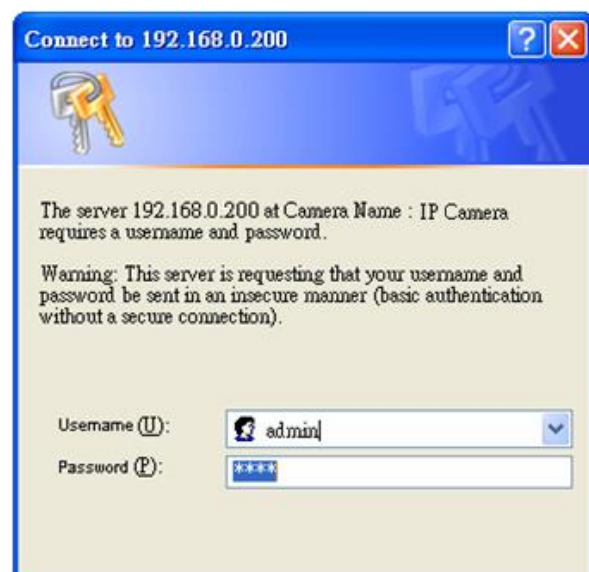 Connect to 192.168.0.200
The server 192.168.0.200 at Camera Name : IP Camera
requires a username and password.
Warning: This server is requesting that your username and
password be sent in an insecure manner (basic authentication
without a secure connection).
Username (U):
admin
Password (P):
****